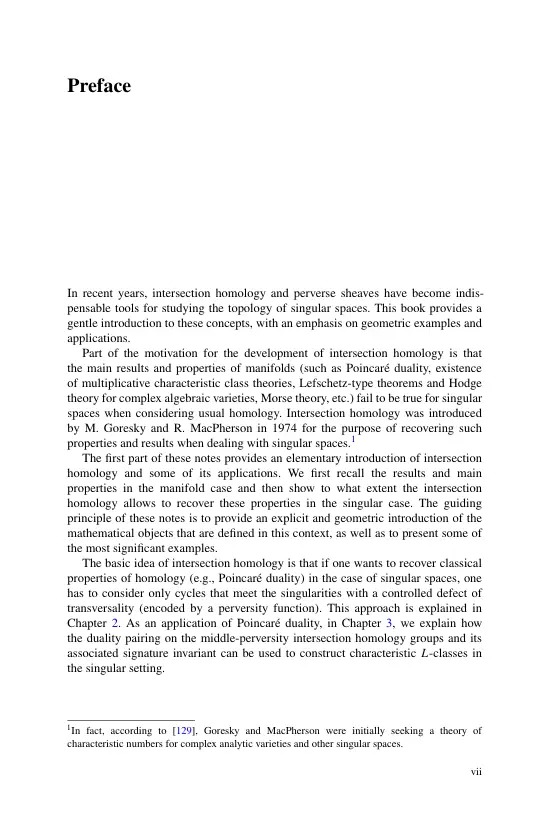 Preface
In recent years, intersection homology and perverse sheaves have become indis-
pensable tools for studying the topology of singular spaces. This book provides a
gentle introduction to these concepts, with an emphasis on geometric examples and
applications.
Part of the motivation for the development of intersection homology is that
the main results and properties of manifolds (such as Poincaré duality, existence
of multiplicative characteristic class theories, Lefschetz-type theorems and Hodge
theory for complex algebraic varieties, Morse theory, etc.) fail to be true for singular
spaces when considering usual homology. Intersection homology was introduced
by M. Goresky and R. MacPherson in 1974 for the purpose of recovering such
properties and results when dealing with singular spaces.¹
The first part of these notes provides an elementary introduction of intersection
homology and some of its applications. We first recall the results and main
properties in the manifold case and then show to what extent the intersection
homology allows to recover these properties in the singular case. The guiding
principle of these notes is to provide an explicit and geometric introduction of the
mathematical objects that are defined in this context, as well as to present some of
the most significant examples.
The basic idea of intersection homology is that if one wants to recover classical
properties of homology (e.g., Poincaré duality) in the case of singular spaces, one
has to consider only cycles that meet the singularities with a controlled defect of
transversality (encoded by a perversity function). This approach is explained in
Chapter 2. As an application of Poincaré duality, in Chapter 3, we explain how
the duality pairing on the middle-perversity intersection homology groups and its
associated signature invariant can be used to construct characteristic L-classes in
the singular setting.
¹In fact, according to [129], Goresky and MacPherson were initially seeking a theory of
characteristic numbers for complex analytic varieties and other singular spaces.
vii